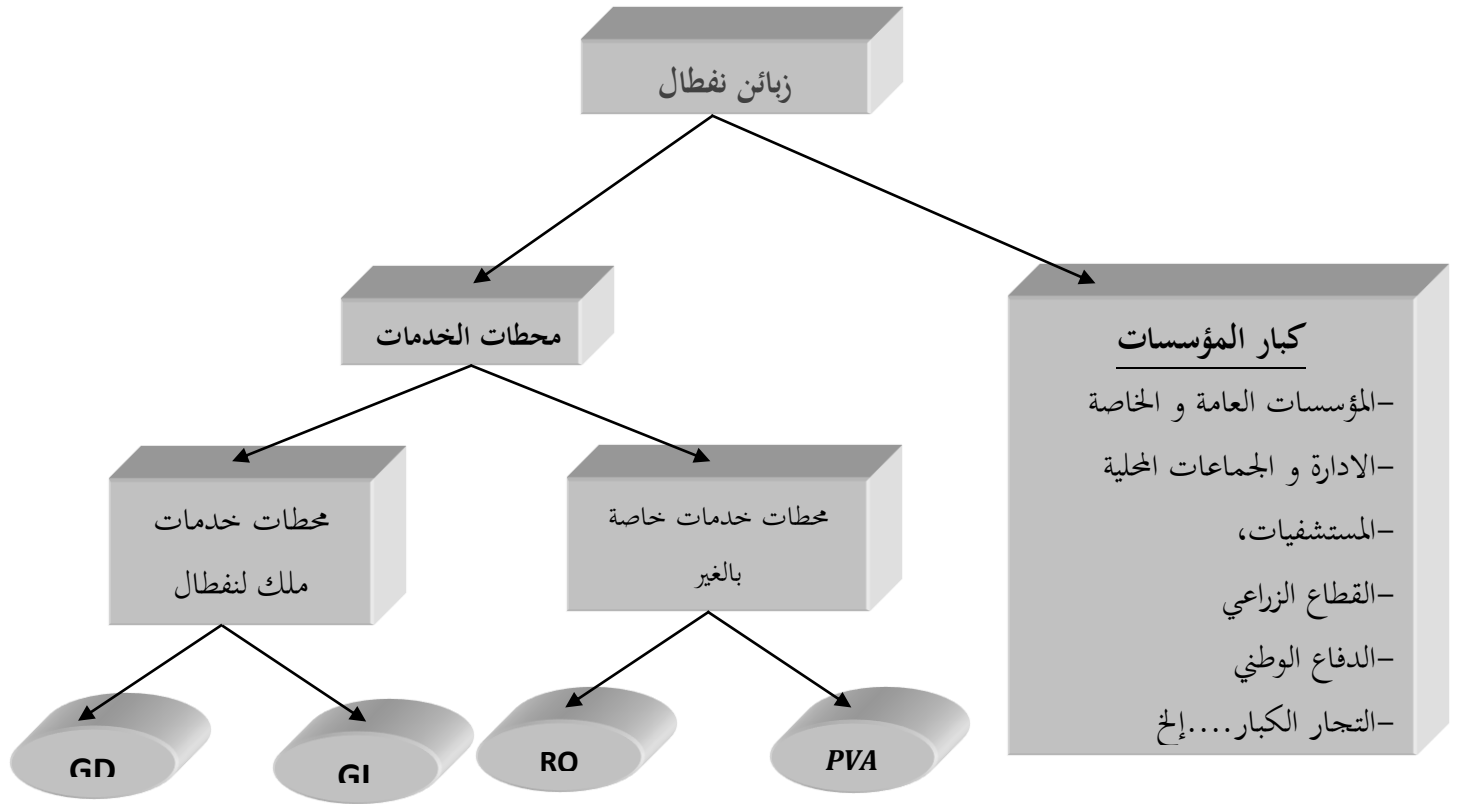 زبائن نفطال
محطات الخدمات
كبار المؤسسات
-المؤسسات العامة و الخاصة
-الادارة و الجماعات المحلية
-المستشفيات،
-القطاع الزراعي
-الدفاع الوطني
-التجار الكبار....إلخ
محطات خدمات خاصة
بالغير
محطات خدمات
ملك لنفطال
PVA
RO
GL
GD